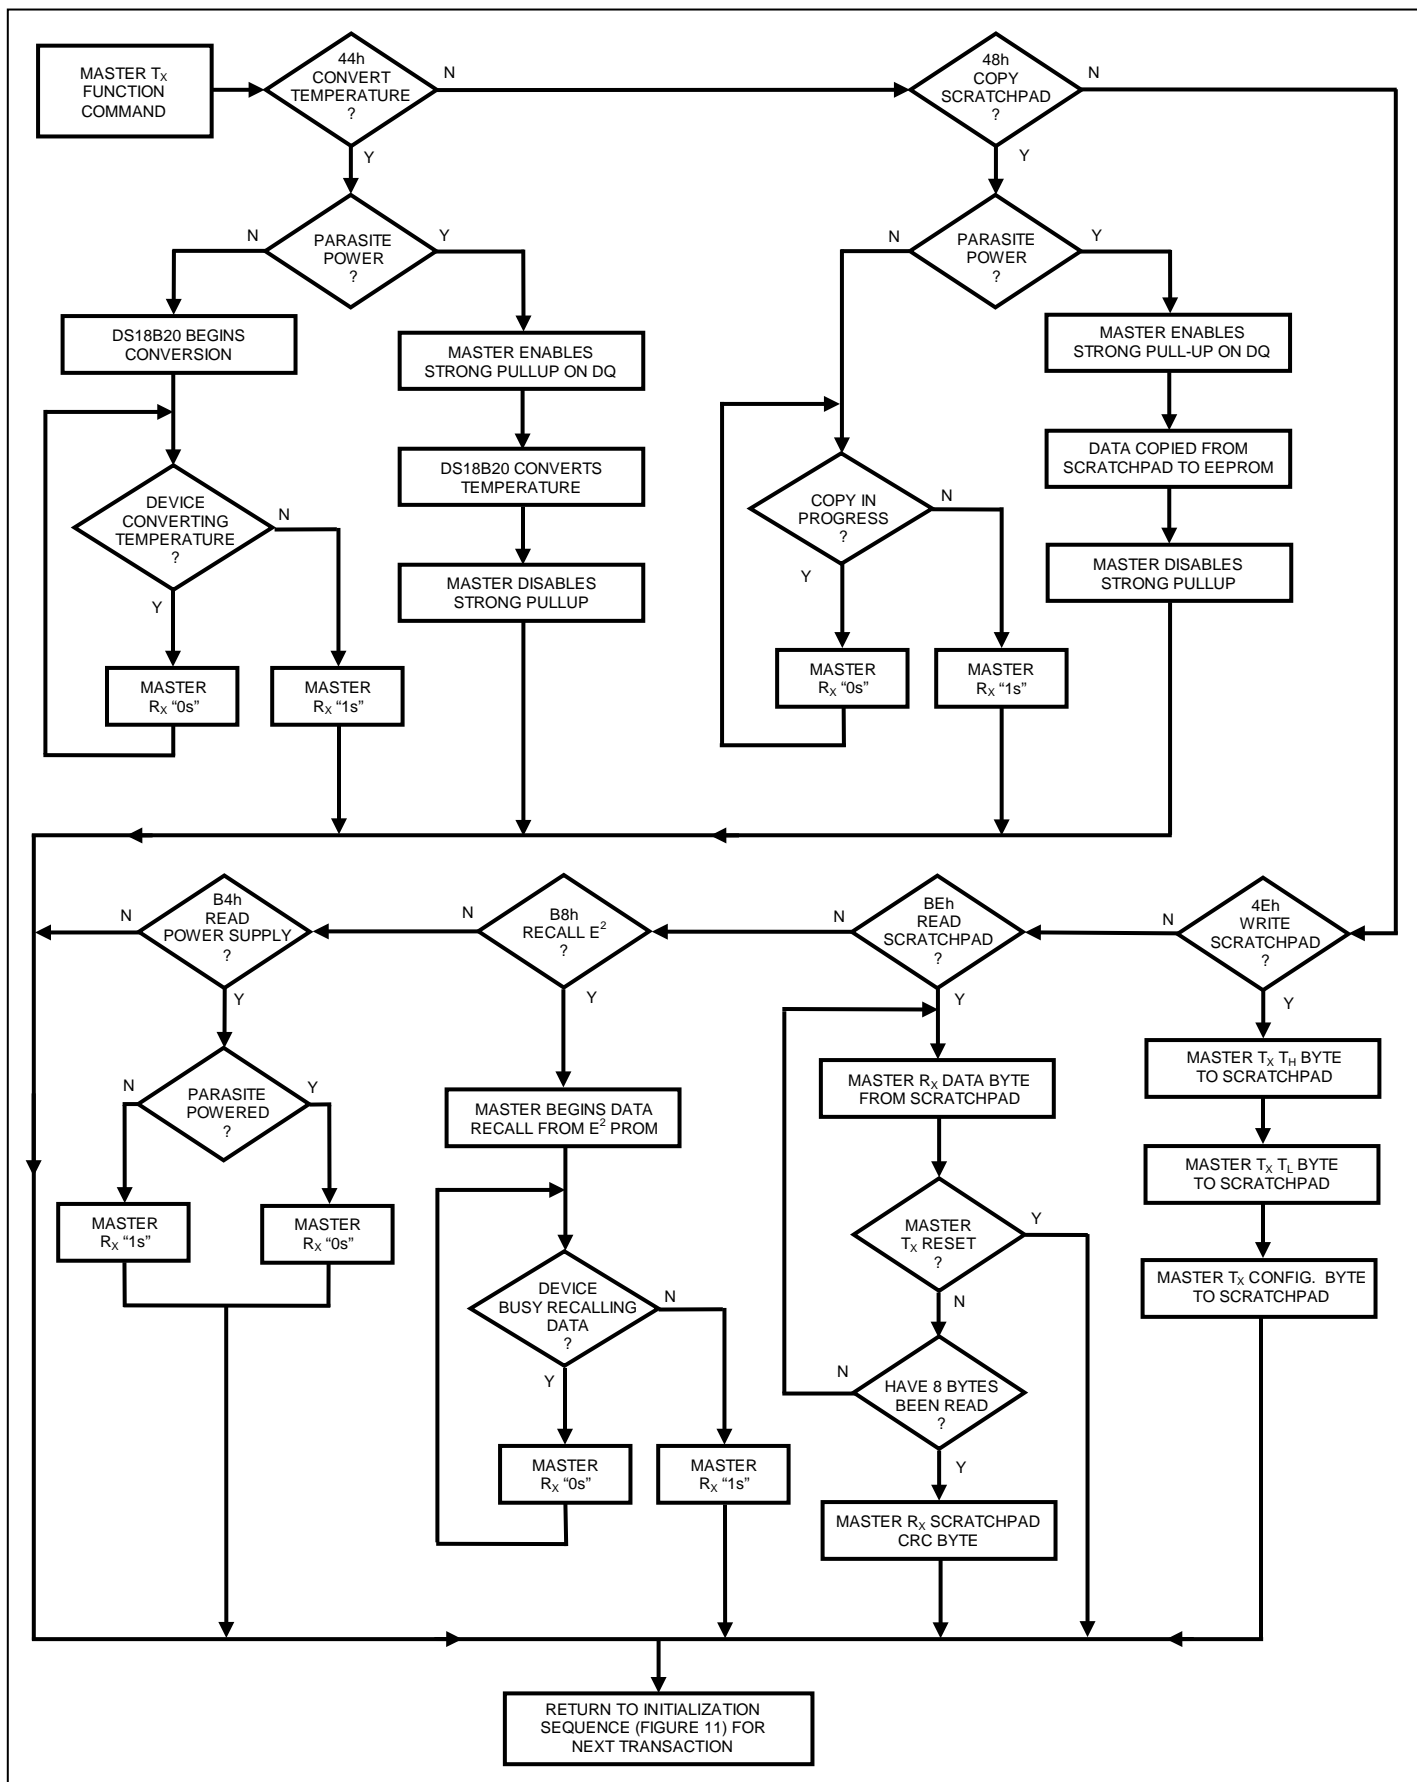 MASTER TX
FUNCTION
COMMAND
44h
CONVERT
TEMPERATURE
?
N
Y
48h
COPY
SCRATCHPAD
?
N
Y
PARASITE
POWER
?
N
Y
PARASITE
POWER
?
N
Y
DS18B20 BEGINS
CONVERSION
MASTER ENABLES
STRONG PULLUP ON DQ
MASTER ENABLES
STRONG PULL-UP ON DQ
DS18B20 CONVERTS
TEMPERATURE
DATA COPIED FROM
SCRATCHPAD TO EEPROM
DEVICE
CONVERTING
TEMPERATURE
?
N
Y
COPY IN
PROGRESS
?
N
Y
MASTER DISABLES
STRONG PULLUP
MASTER DISABLES
STRONG PULLUP
MASTER
RX “0s”
MASTER
RX “1s”
MASTER
RX “0s”
MASTER
RX “1s”
B4h
READ
POWER SUPPLY
?
N
Y
B8h
RECALL E2
?
N
Y
BEh
READ
SCRATCHPAD
?
N
Y
4Eh
WRITE
SCRATCHPAD
?
N
Y
PARASITE
POWERED
?
N
Y
MASTER
RX “1s”
MASTER
RX “0s”
MASTER BEGINS DATA
RECALL FROM E2 PROM
DEVICE
BUSY RECALLING
DATA
?
N
Y
MASTER
RX “0s”
MASTER
RX “1s”
MASTER RX DATA BYTE
FROM SCRATCHPAD
MASTER
TX RESET
?
Y
N
HAVE 8 BYTES
BEEN READ
?
N
Y
MASTER RX SCRATCHPAD
CRC BYTE
MASTER TX TH BYTE
TO SCRATCHPAD
MASTER TX TL BYTE
TO SCRATCHPAD
MASTER TX CONFIG. BYTE
TO SCRATCHPAD
RETURN TO INITIALIZATION
SEQUENCE (FIGURE 11) FOR
NEXT TRANSACTION